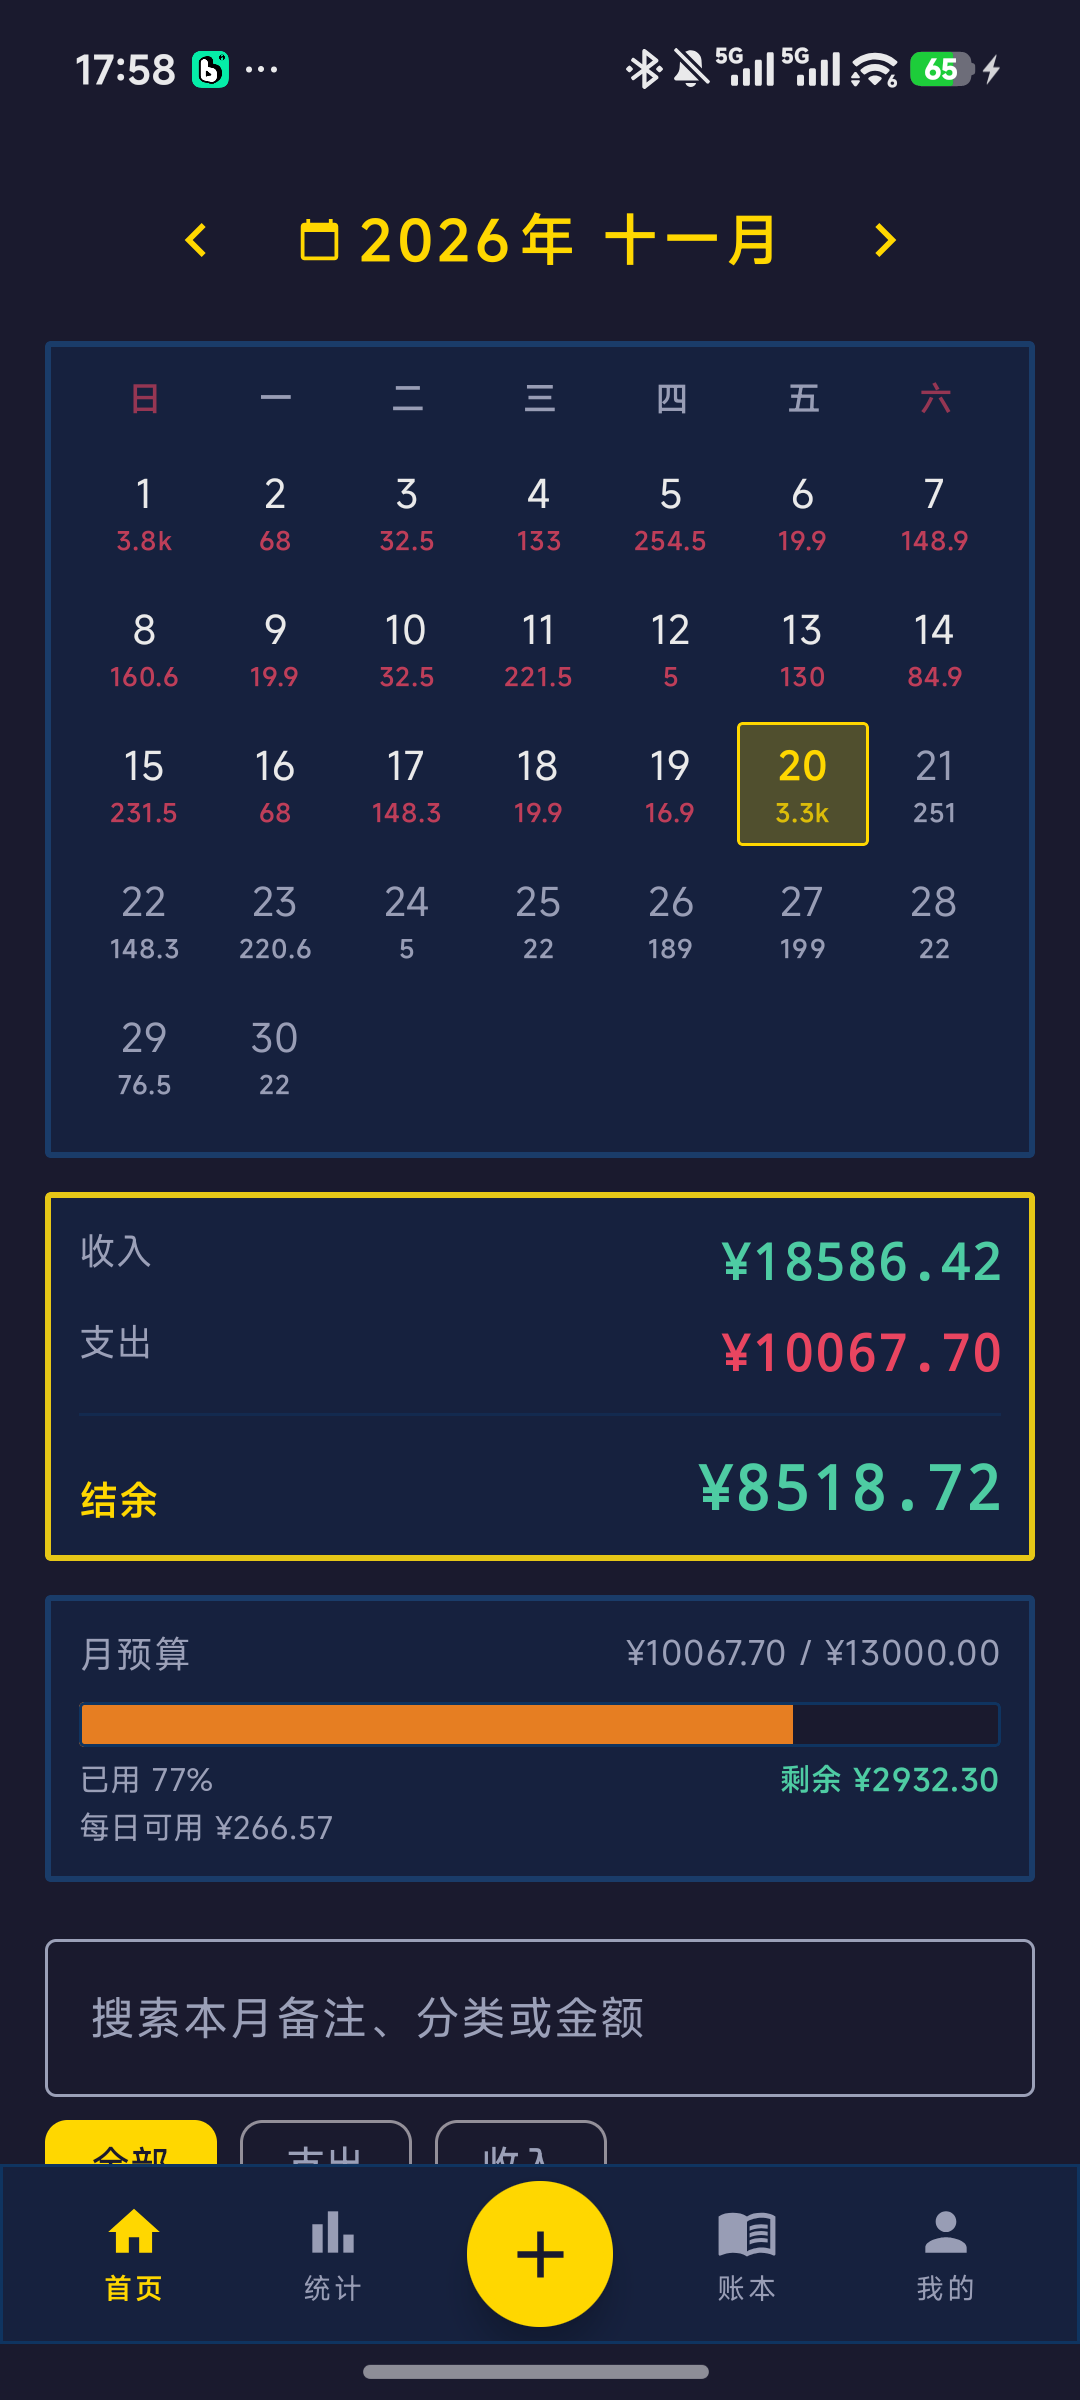 17:58 ··· 5G 5G 6 65
2026年 十一月
日 一 二 三 四 五 六
1 2 3 4 5 6 7
3.8k 68 32.5 133 254.5 19.9 148.9
8 9 10 11 12 13 14
160.6 19.9 32.5 221.5 5 130 84.9
15 16 17 18 19 20 21
231.5 68 148.3 19.9 16.9 3.3k 251
22 23 24 25 26 27 28
148.3 220.6 5 22 189 199 22
29 30
76.5 22
收入 ¥18586.42
支出 ¥10067.70
结余 ¥8518.72
月预算 ¥10067.70 / ¥13000.00
已用 77% 剩余 ¥2932.30
每日可用 ¥266.57
搜索本月备注、分类或金额
全部 支出 收入
首页 统计 账本 我的